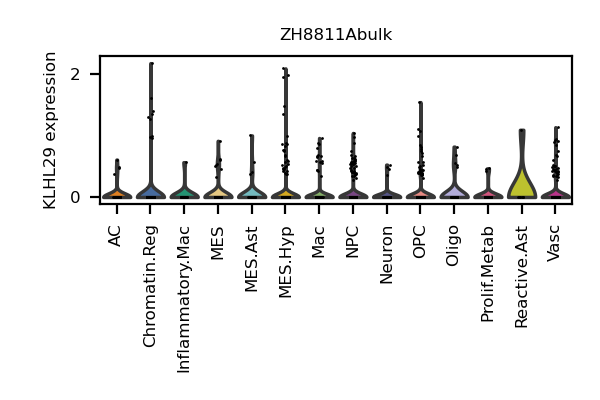 ZH8811Abulk
KLHL29 expression
2
0
AC
Chromatin.Reg
Inflammatory.Mac
MES
MES.Ast
MES.Hyp
Mac
NPC
Neuron
OPC
Oligo
Prolif.Metab
Reactive.Ast
Vasc